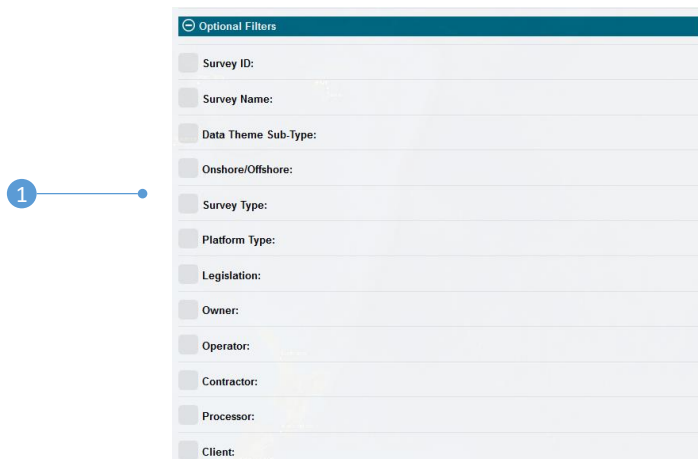 Optional Filters
Survey ID:
Survey Name:
Data Theme Sub-Type:
Onshore/Offshore:
1
Survey Type:
Platform Type:
Legislation:
Owner:
Operator:
Contractor:
Processor:
Client: